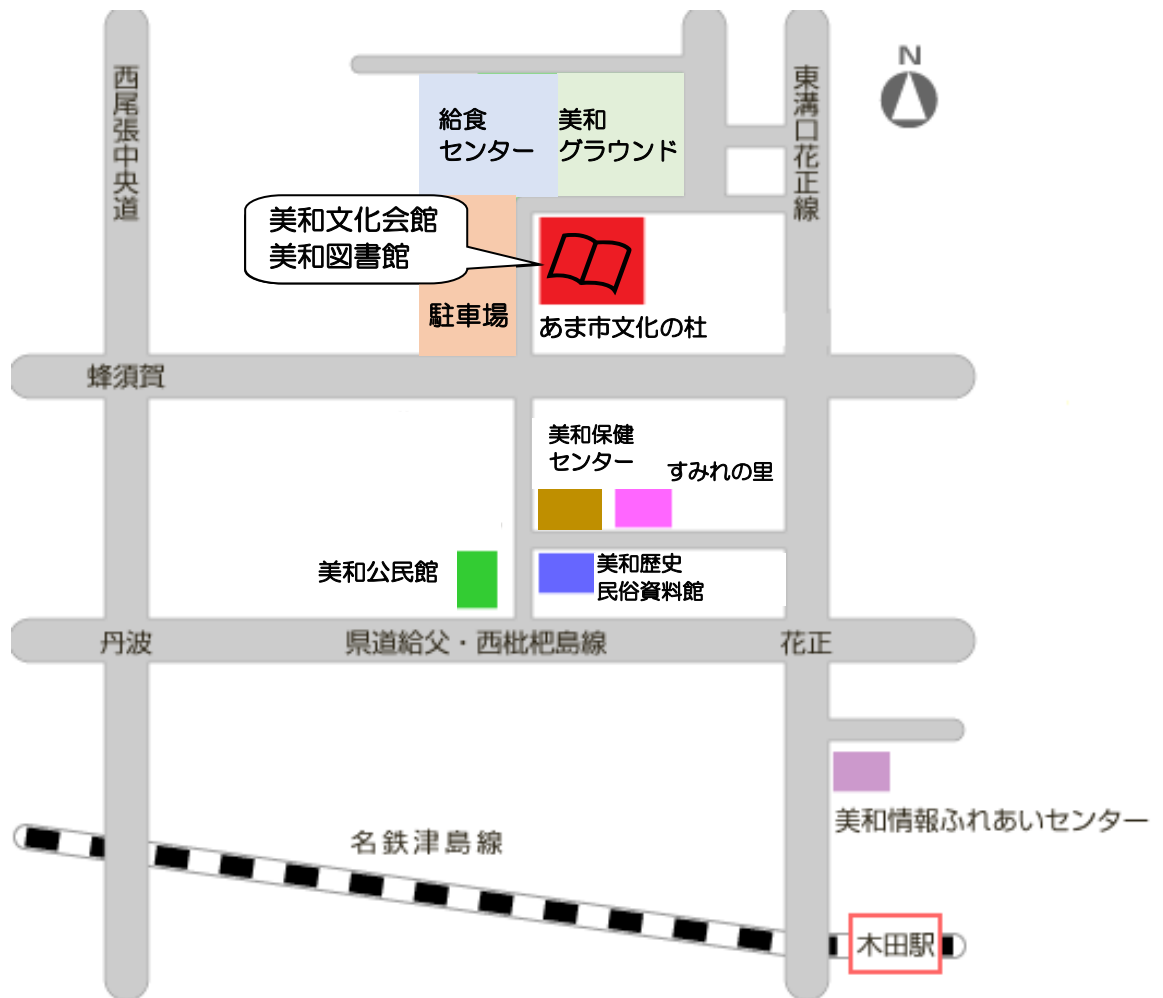 N
西尾張中央道
東溝口花正線
給食
センター
美和
グラウンド
美和文化会館
美和図書館
駐車場
あま市文化の杜
蜂須賀
美和保健
センター
すみれの里
美和公民館
美和歴史
民俗資料館
丹波
県道給父・西枇杷島線
花正
美和情報ふれあいセンター
名鉄津島線
木田駅